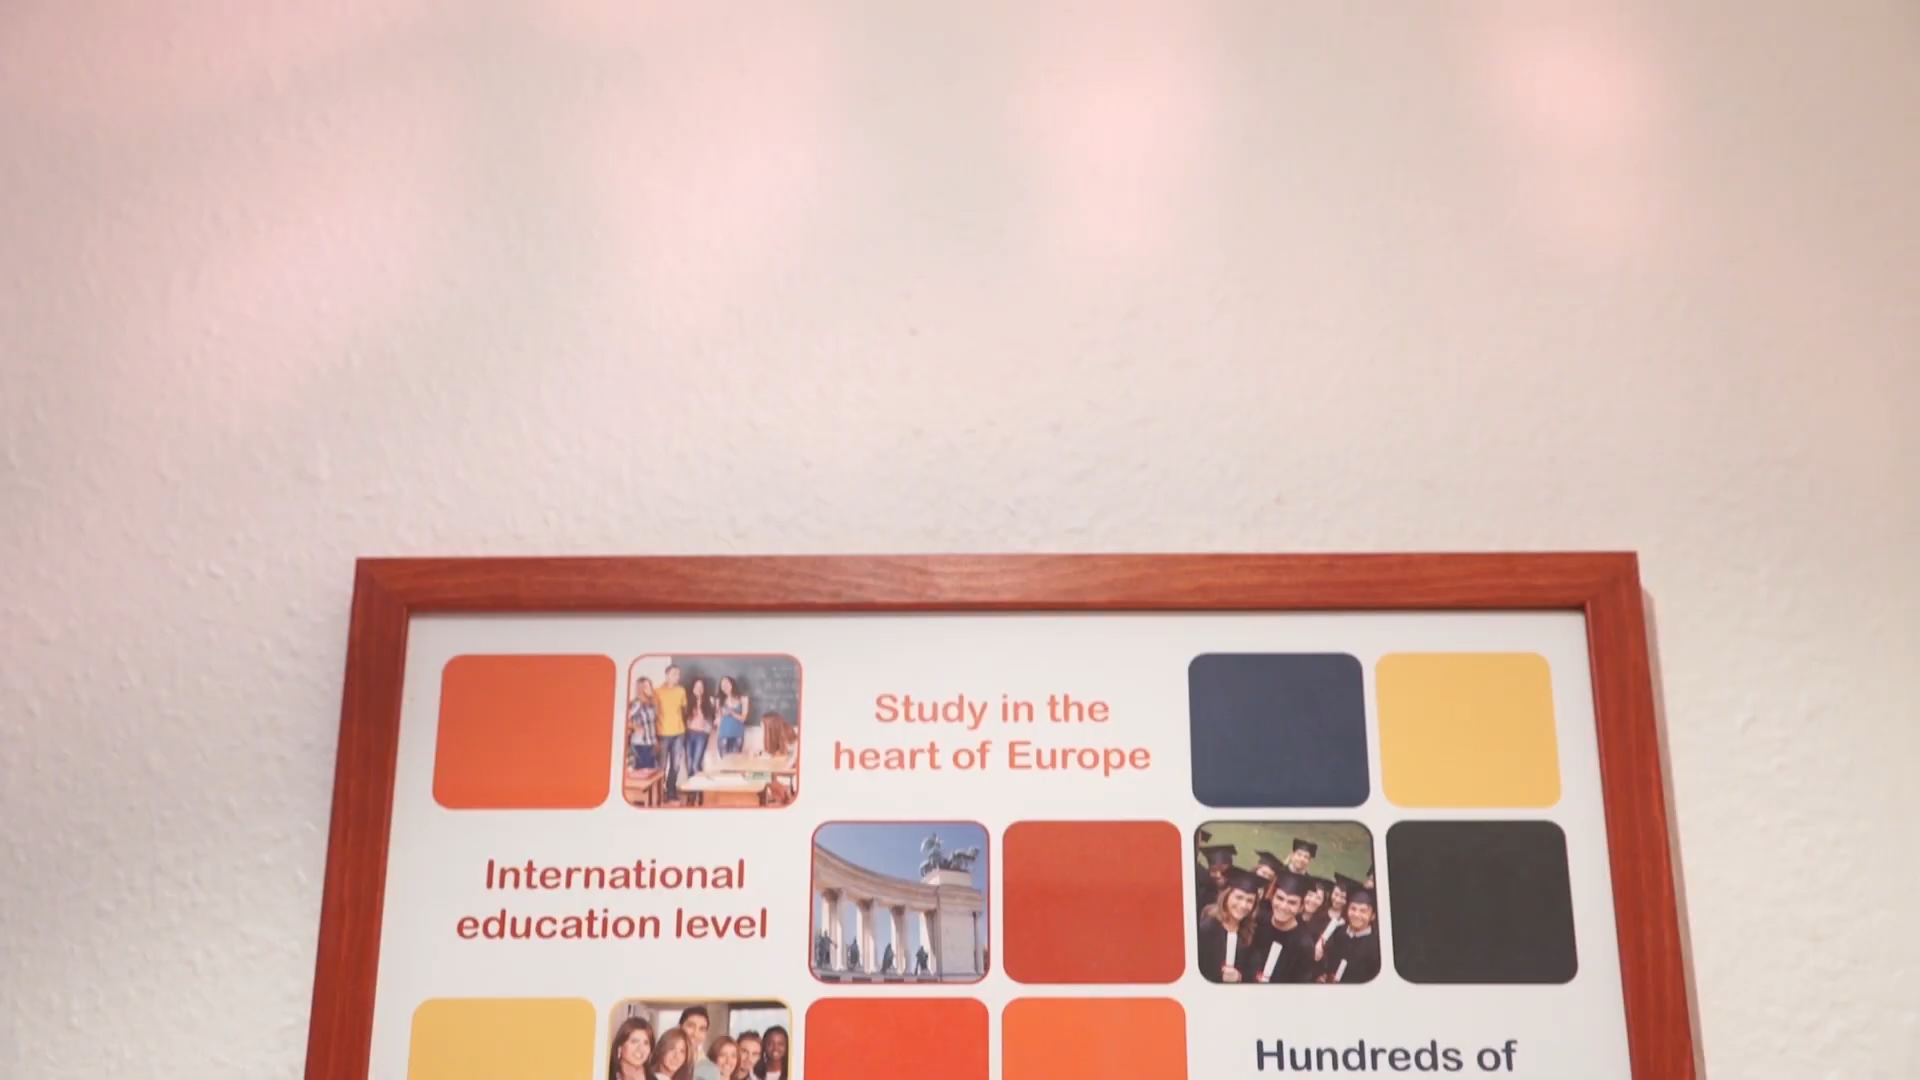 Study in the
heart of Europe
International
education level
Hundreds of